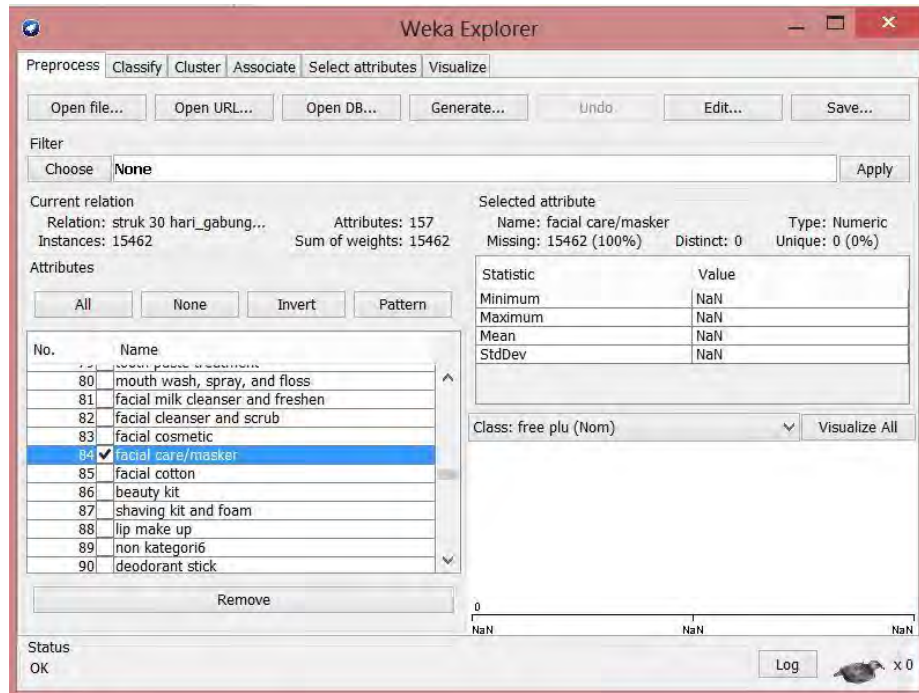 Weka Explorer
Preprocess Classify Cluster Associate Select attributes Visualize
Open file... Open URL... Open DB... Generate... Undo Edit... Save...
Filter
Choose None Apply
Current relation
Relation: struk 30 hari_gabung... Attributes: 157
Instances: 15462 Sum of weights: 15462
Attributes
All None Invert Pattern
No. Name
79 tooth paste treatment
80 mouth wash, spray, and floss
81 facial milk cleanser and freshen
82 facial cleanser and scrub
83 facial cosmetic
84 facial care/masker
85 facial cotton
86 beauty kit
87 shaving kit and foam
88 lip make up
89 non kategori6
90 deodorant stick
Remove
Selected attribute
Name: facial care/masker Type: Numeric
Missing: 15462 (100%) Distinct: 0 Unique: 0 (0%)
Statistic Value
Minimum NaN
Maximum NaN
Mean NaN
StdDev NaN
Class: free plu (Nom) Visualize All
0
NaN NaN NaN
Status
OK
Log x 0